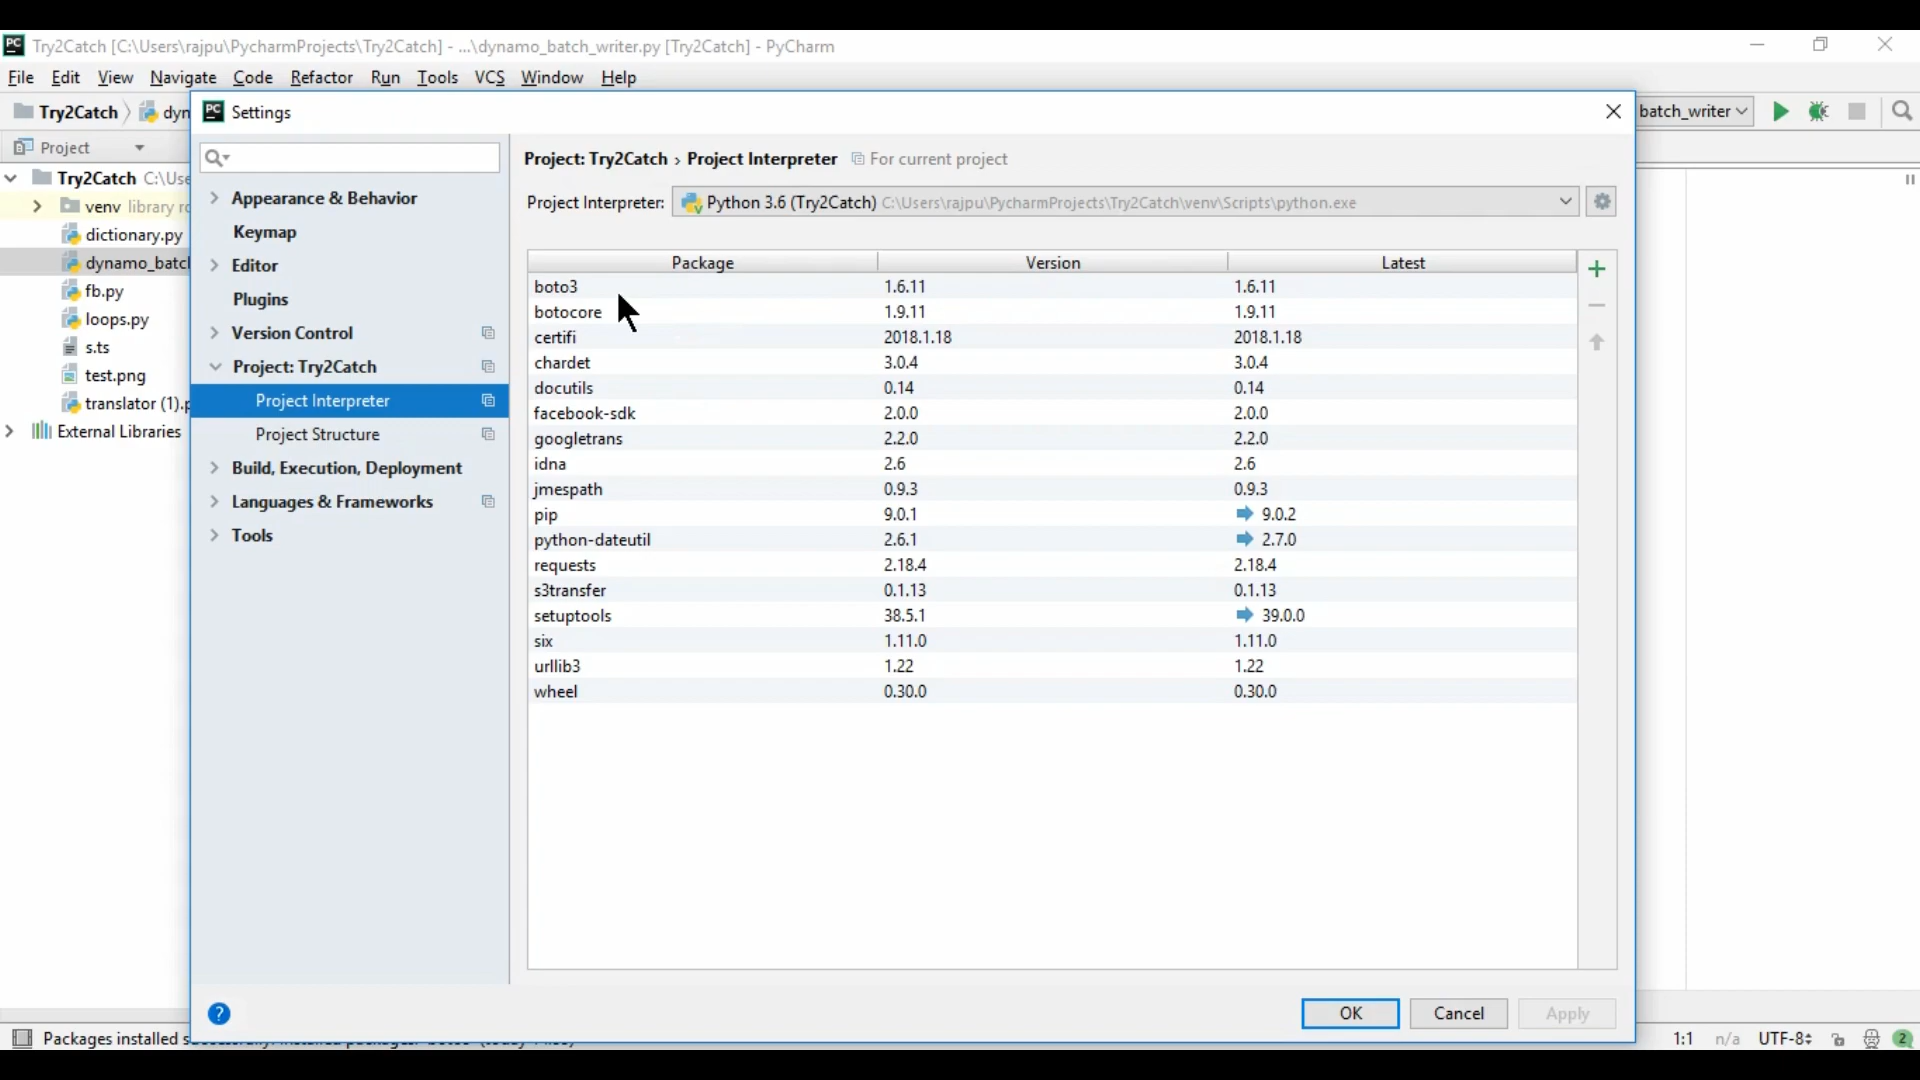 Try2Catch [C:\Users\rajpu\PycharmProjects\Try2Catch] - ...\dynamo_batch_writer.py [Try2Catch] - PyCharm
File Edit View Navigate Code Refactor Run Tools VCS Window Help
Try2Catch dyn
batch_writer
Settings
Project
Try2Catch C:\Use
venv library ro
dictionary.py
dynamo_batch
fb.py
loops.py
s.ts
test.png
translator (1).p
External Libraries
Appearance & Behavior
Keymap
Editor
Plugins
Version Control
Project: Try2Catch
Project Interpreter
Project Structure
Build, Execution, Deployment
Languages & Frameworks
Tools
Project: Try2Catch › Project Interpreter For current project
Project Interpreter: Python 3.6 (Try2Catch) C:\Users\rajpu\PycharmProjects\Try2Catch\venv\Scripts\python.exe
Package Version Latest
boto3 1.6.11 1.6.11
botocore 1.9.11 1.9.11
certifi 2018.1.18 2018.1.18
chardet 3.0.4 3.0.4
docutils 0.14 0.14
facebook-sdk 2.0.0 2.0.0
googletrans 2.2.0 2.2.0
idna 2.6 2.6
jmespath 0.9.3 0.9.3
pip 9.0.1 9.0.2
python-dateutil 2.6.1 2.7.0
requests 2.18.4 2.18.4
s3transfer 0.1.13 0.1.13
setuptools 38.5.1 39.0.0
six 1.11.0 1.11.0
urllib3 1.22 1.22
wheel 0.30.0 0.30.0
? OK Cancel Apply
Packages installed
1:1 n/a UTF-8 2